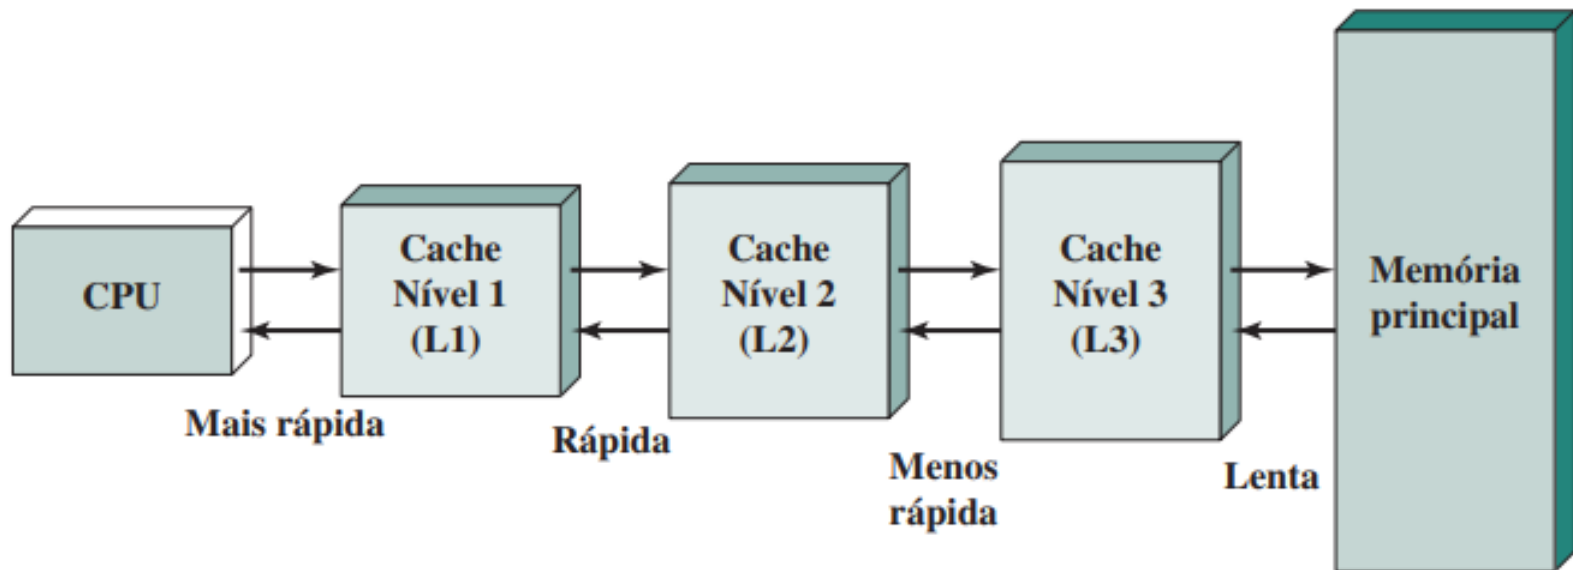 CPU
Mais rápida
Cache
Nível 1
(L1)
Rápida
Cache
Nível 2
(L2)
Menos
rápida
Cache
Nível 3
(L3)
Lenta
Memória
principal